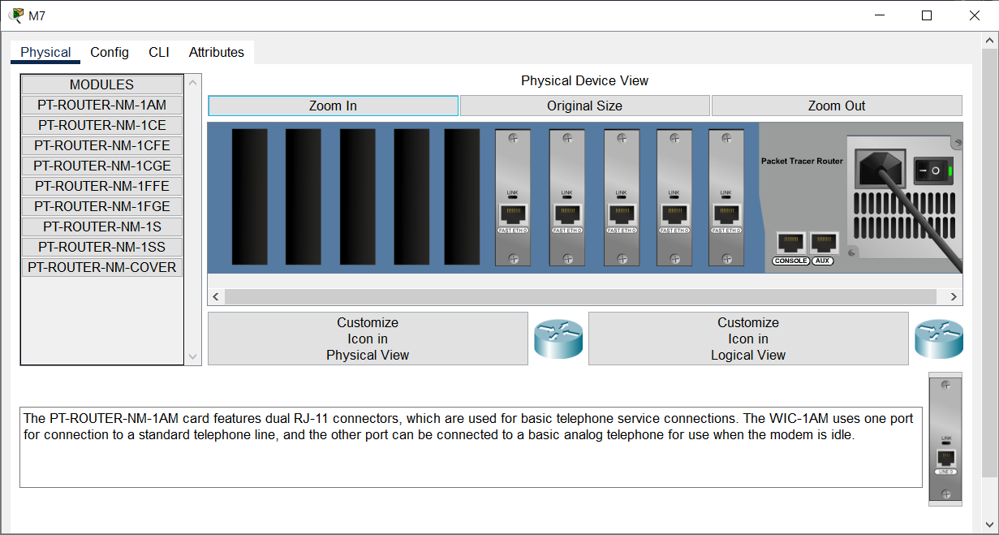 M7
Physical
Config
CLI
Attributes
MODULES
PT-ROUTER-NM-1AM
PT-ROUTER-NM-1CE
PT-ROUTER-NM-1CFE
PT-ROUTER-NM-1CGE
PT-ROUTER-NM-1FFE
PT-ROUTER-NM-1FGE
PT-ROUTER-NM-1S
PT-ROUTER-NM-1SS
PT-ROUTER-NM-COVER
Physical Device View
Zoom In
Original Size
Zoom Out
LINK
FAST ETH 0
LINK
FAST ETH 0
LINK
FAST ETH 0
LINK
FAST ETH 0
LINK
FAST ETH 0
Packet Tracer Router
CONSOLE
AUX
Customize
Icon in
Physical View
Customize
Icon in
Logical View
The PT-ROUTER-NM-1AM card features dual RJ-11 connectors, which are used for basic telephone service connections. The WIC-1AM uses one port
for connection to a standard telephone line, and the other port can be connected to a basic analog telephone for use when the modem is idle.
LINK
LINE 0